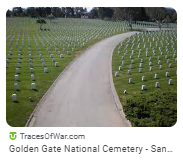 TracesOfWar.com
Golden Gate National Cemetery - San...